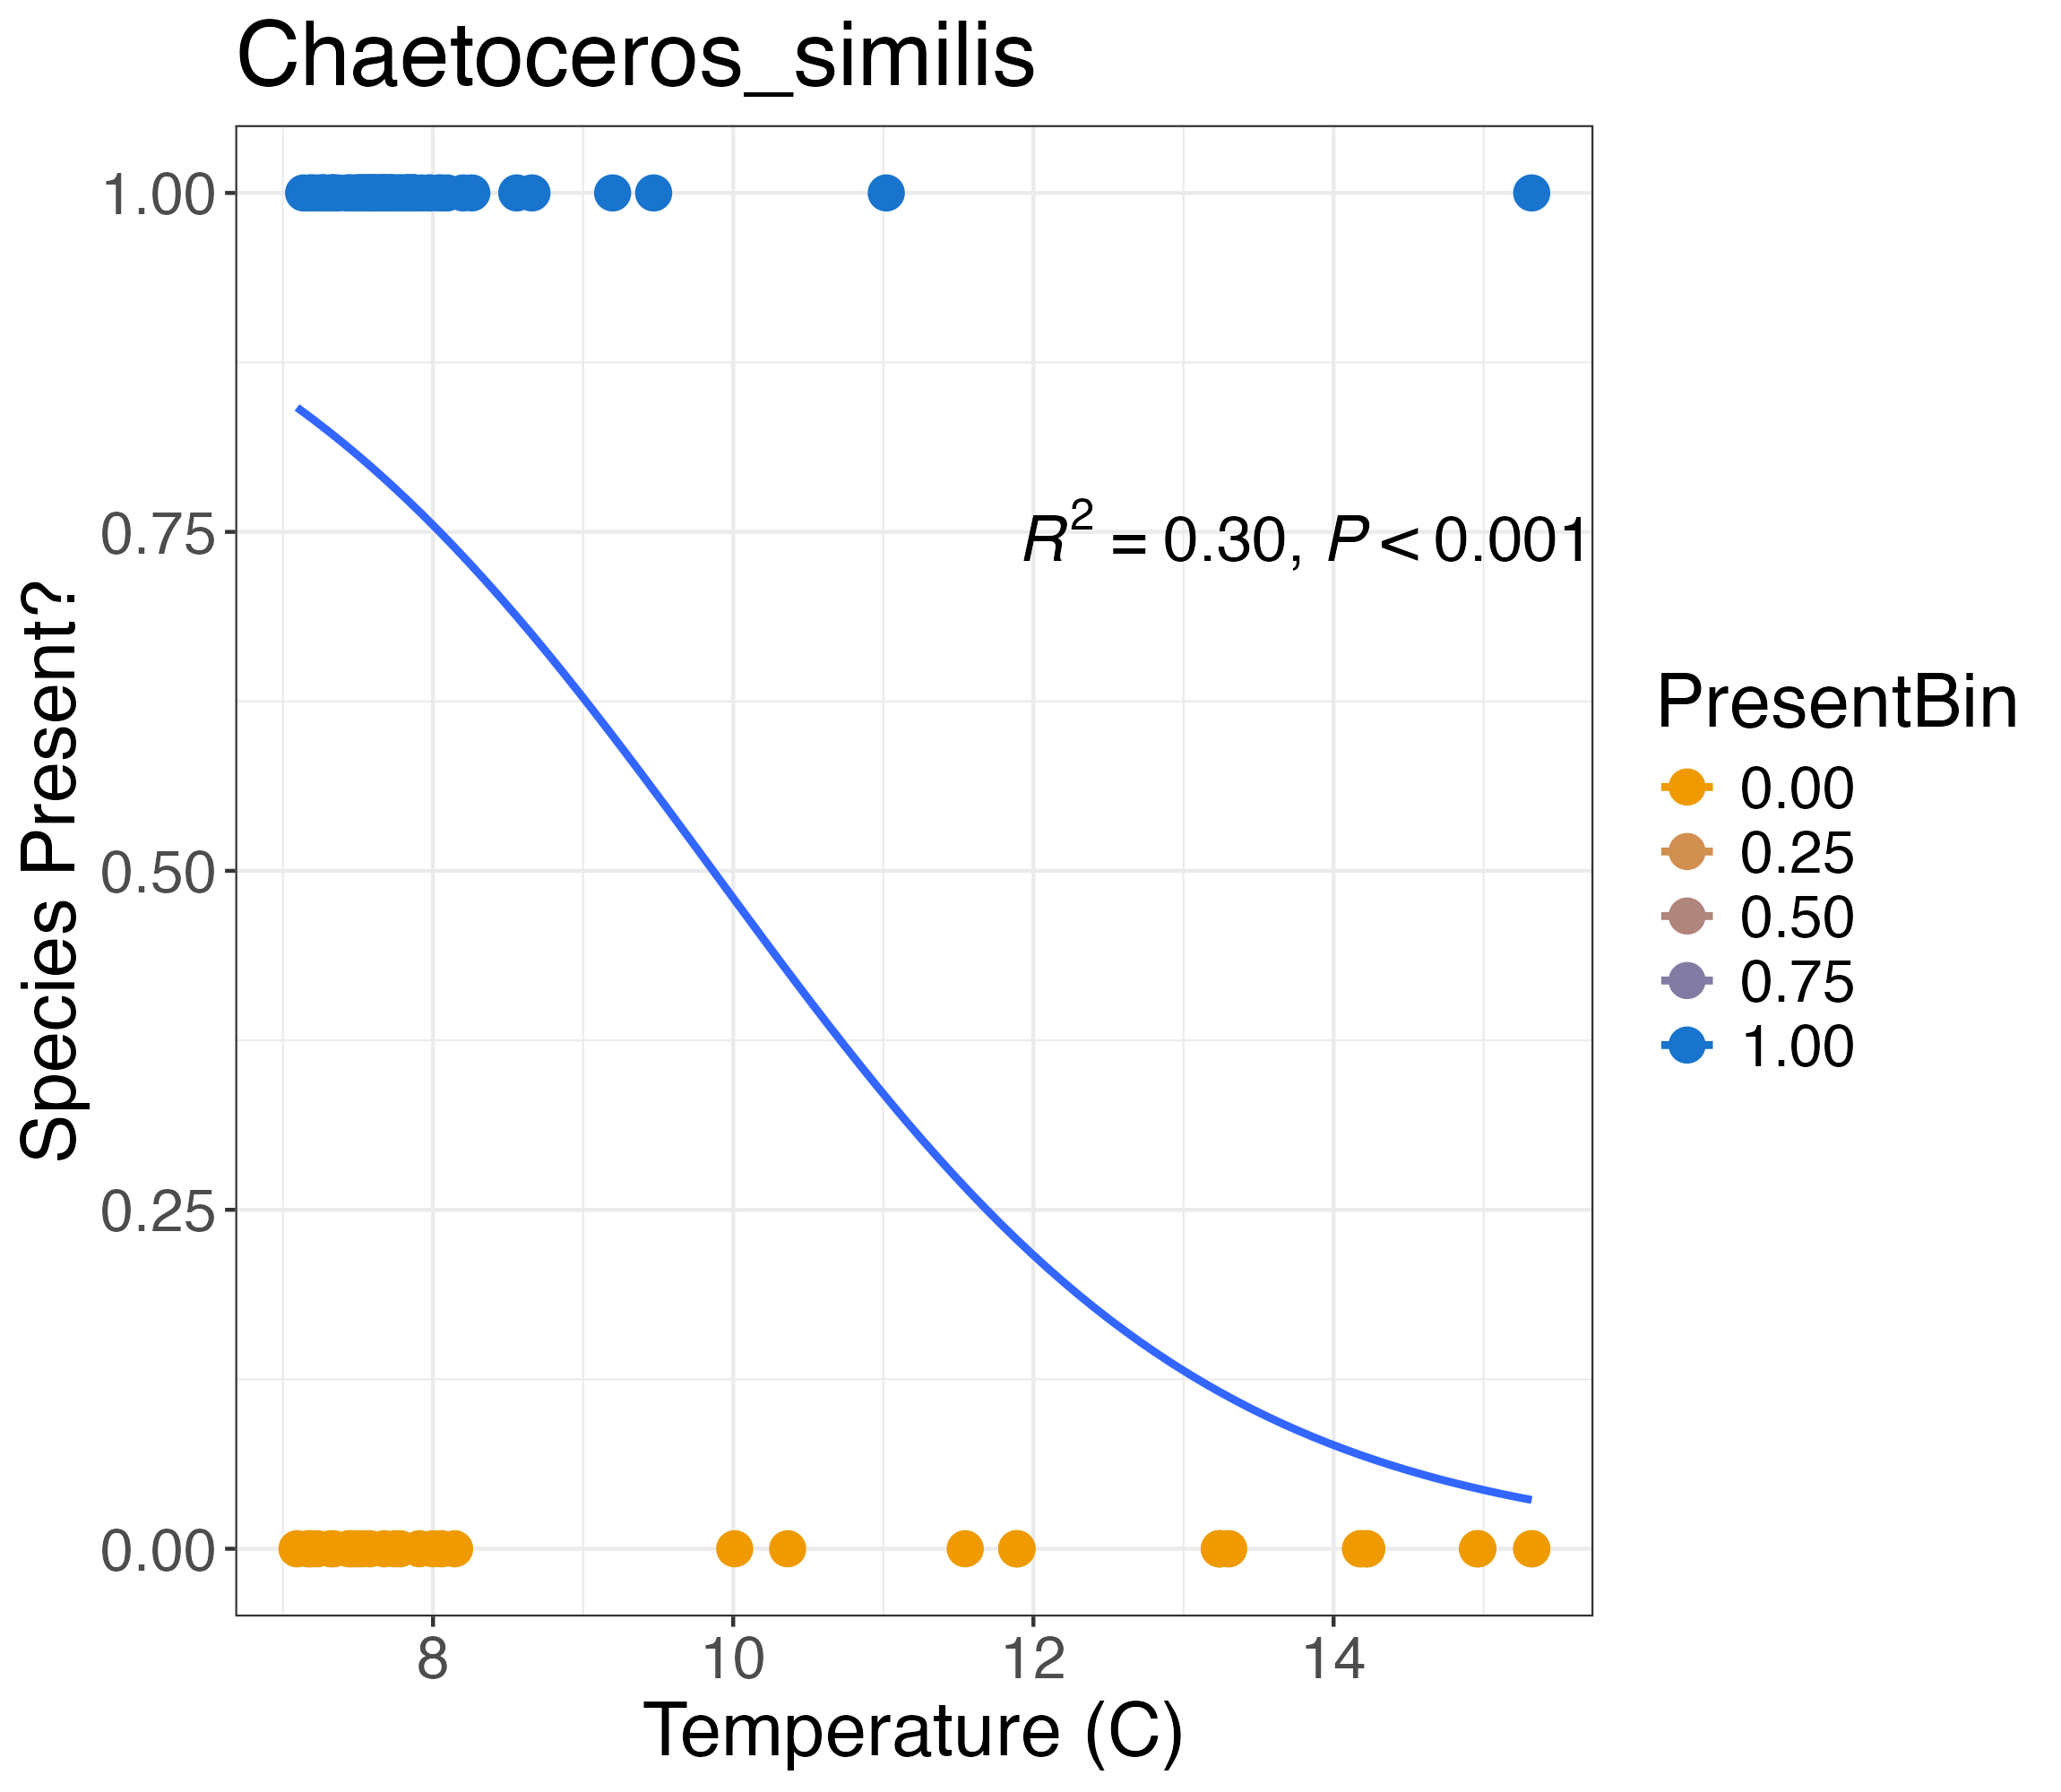 Chaetoceros_similis
1.00
0.75
0.50
0.25
0.00
Species Present?
R² = 0.30, P < 0.001
8 10 12 14
Temperature (C)
PresentBin
0.00
0.25
0.50
0.75
1.00